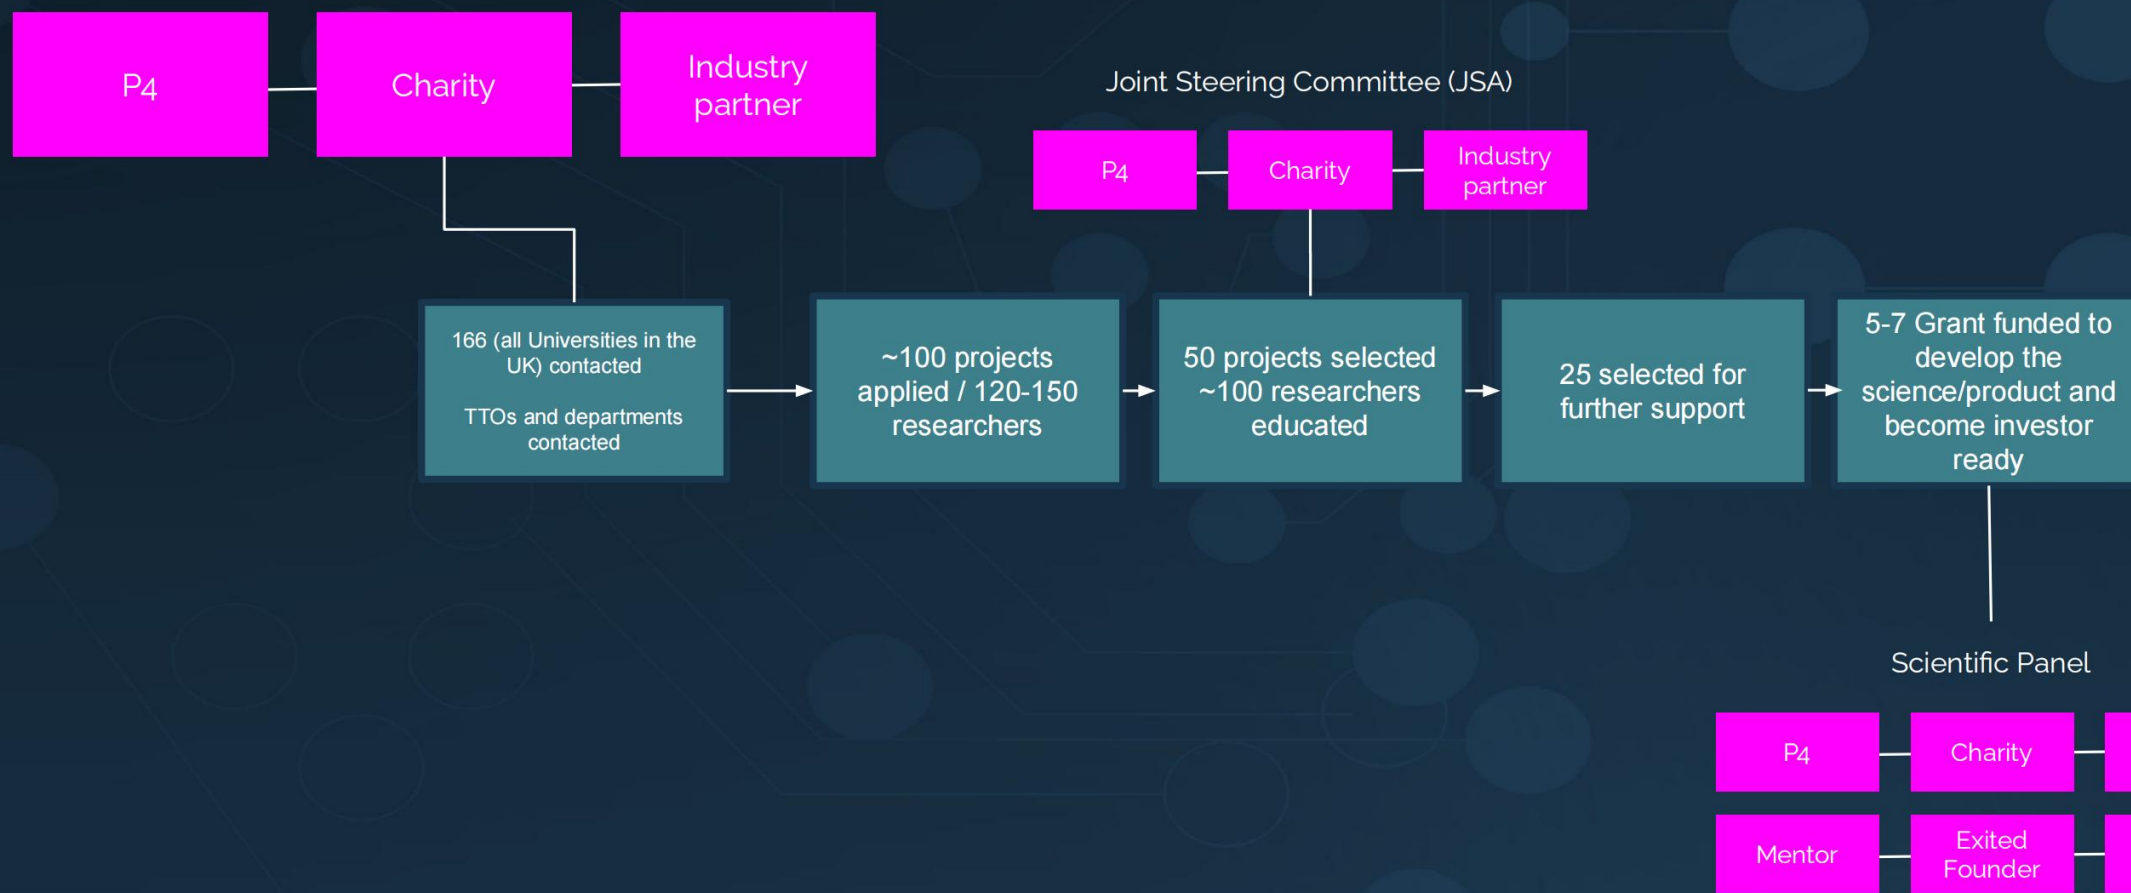 P4
Charity
Industry
partner
Joint Steering Committee (JSA)
P4
Charity
Industry
partner
166 (all Universities in the
UK) contacted
TTOs and departments
contacted
~100 projects
applied / 120-150
researchers
50 projects selected
~100 researchers
educated
25 selected for
further support
5-7 Grant funded to
develop the
science/product and
become investor
ready
Scientific Panel
P4
Charity
Mentor
Exited
Founder